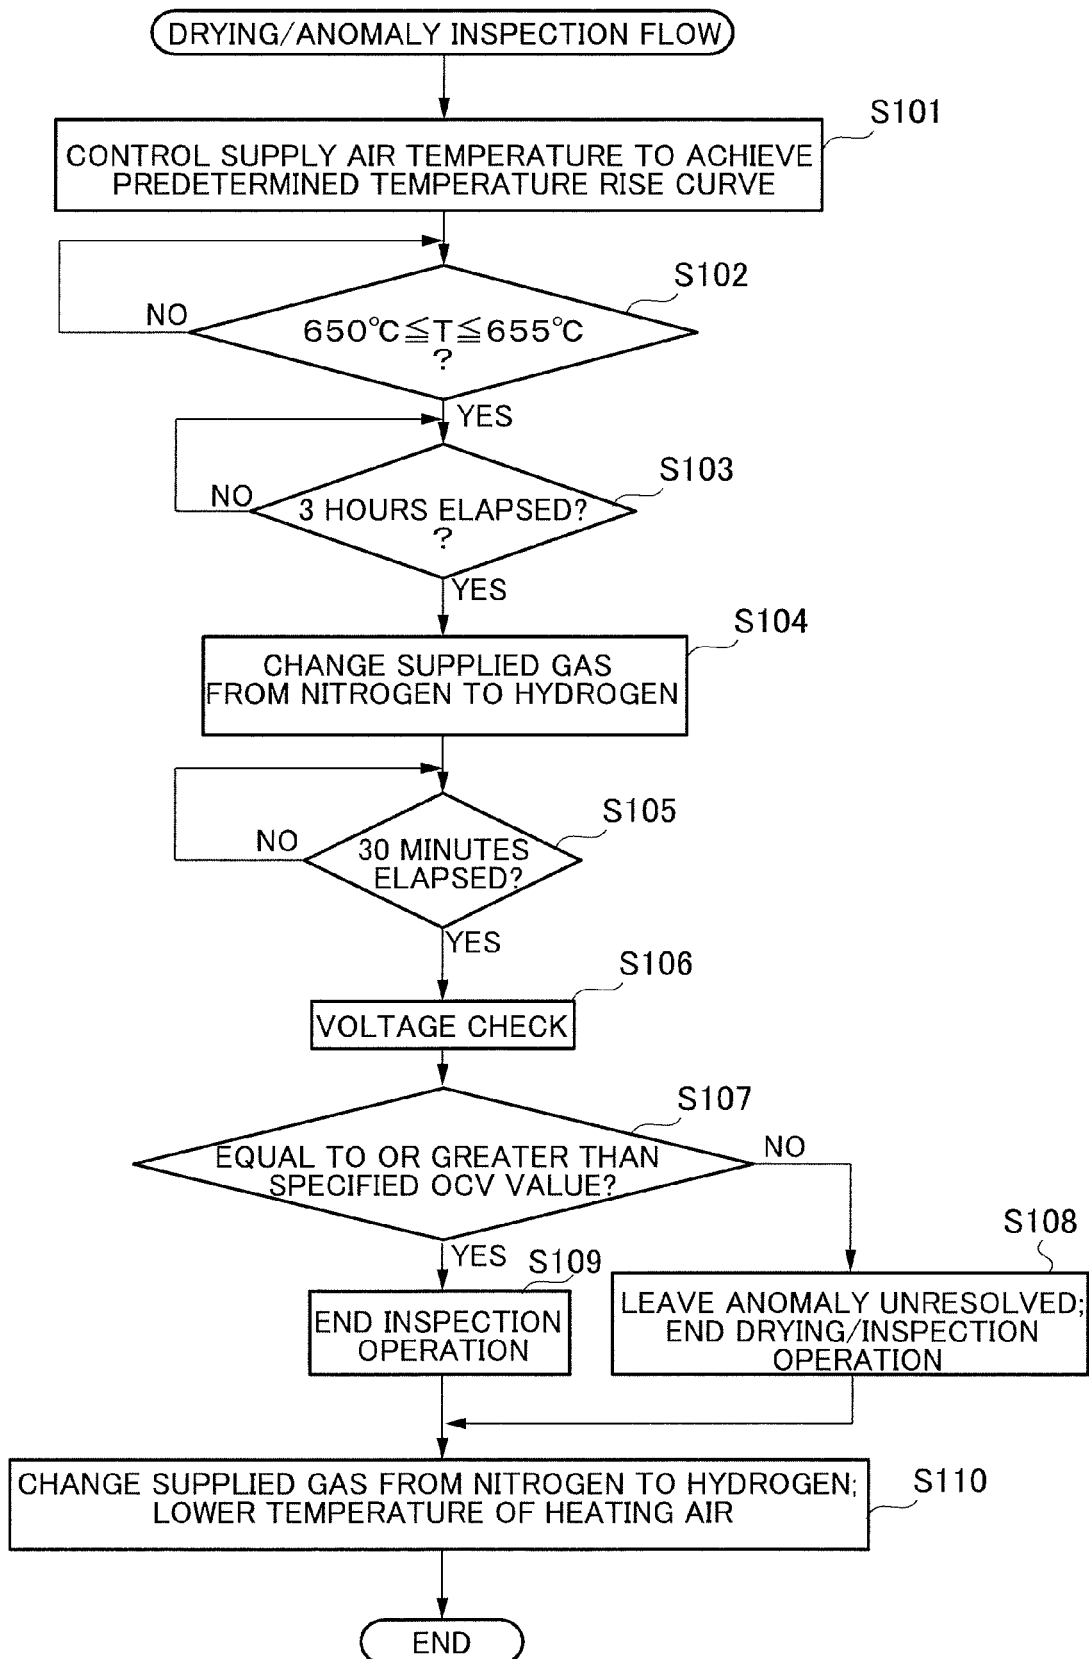 DRYING/ANOMALY INSPECTION FLOW
S101
CONTROL SUPPLY AIR TEMPERATURE TO ACHIEVE
PREDETERMINED TEMPERATURE RISE CURVE
S102
NO
650℃≦T≦655℃
?
YES
S103
NO
3 HOURS ELAPSED?
?
YES
S104
CHANGE SUPPLIED GAS
FROM NITROGEN TO HYDROGEN
S105
NO
30 MINUTES
ELAPSED?
YES
S106
VOLTAGE CHECK
S107
NO
EQUAL TO OR GREATER THAN
SPECIFIED OCV VALUE?
YES
S109
S108
END INSPECTION
OPERATION
LEAVE ANOMALY UNRESOLVED;
END DRYING/INSPECTION
OPERATION
CHANGE SUPPLIED GAS FROM NITROGEN TO HYDROGEN;
LOWER TEMPERATURE OF HEATING AIR
S110
END